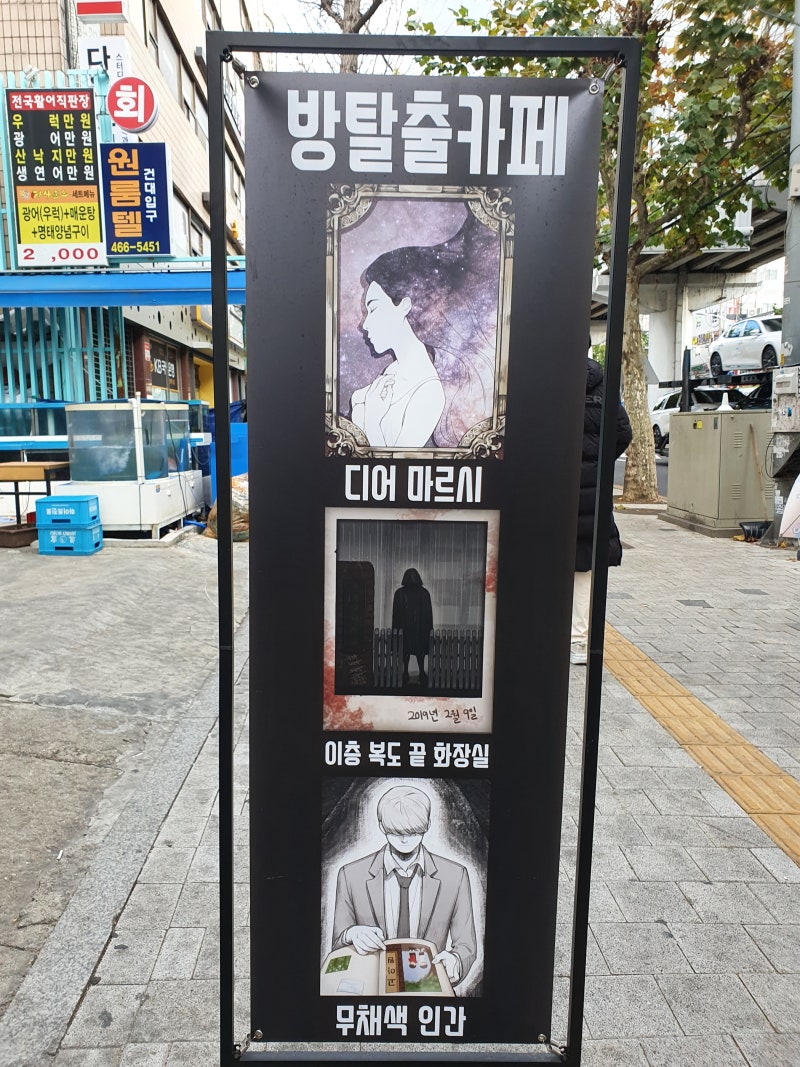 방탈출카페
디어 마르시
2019년 2월 9일
이층 복도 끝 화장실
무채색 인간
전국활어직판장
우 럭 만 원
광 어 만 원
산 낙 지 만 원
생 연 어 만 원
세트메뉴
광어(우럭)+매운탕
+명태양념구이
회
원룸텔
건대입구
466-5451